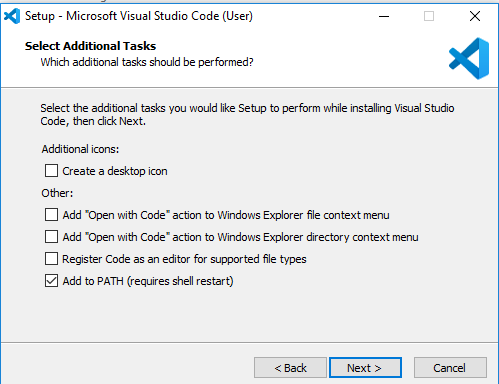 Setup - Microsoft Visual Studio Code (User)
Select Additional Tasks
Which additional tasks should be performed?
Select the additional tasks you would like Setup to perform while installing Visual Studio
Code, then click Next.
Additional icons:
Create a desktop icon
Other:
Add "Open with Code" action to Windows Explorer file context menu
Add "Open with Code" action to Windows Explorer directory context menu
Register Code as an editor for supported file types
Add to PATH (requires shell restart)
< Back
Next >
Cancel